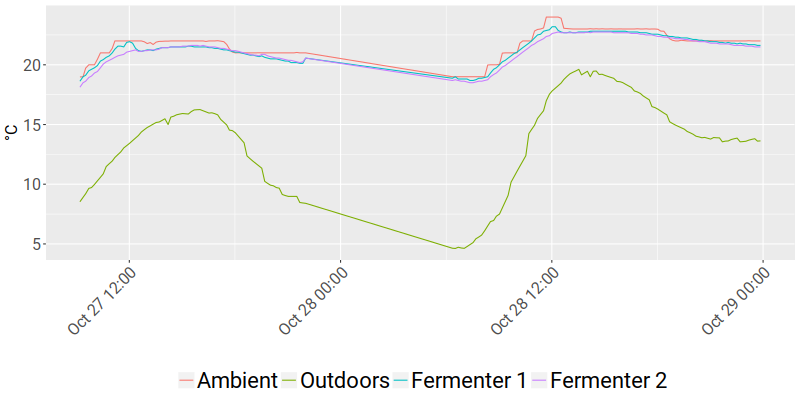 °C
20
15
10
5
Oct 27 12:00
Oct 28 00:00
Oct 28 12:00
Oct 29 00:00
Ambient Outdoors Fermenter 1 Fermenter 2